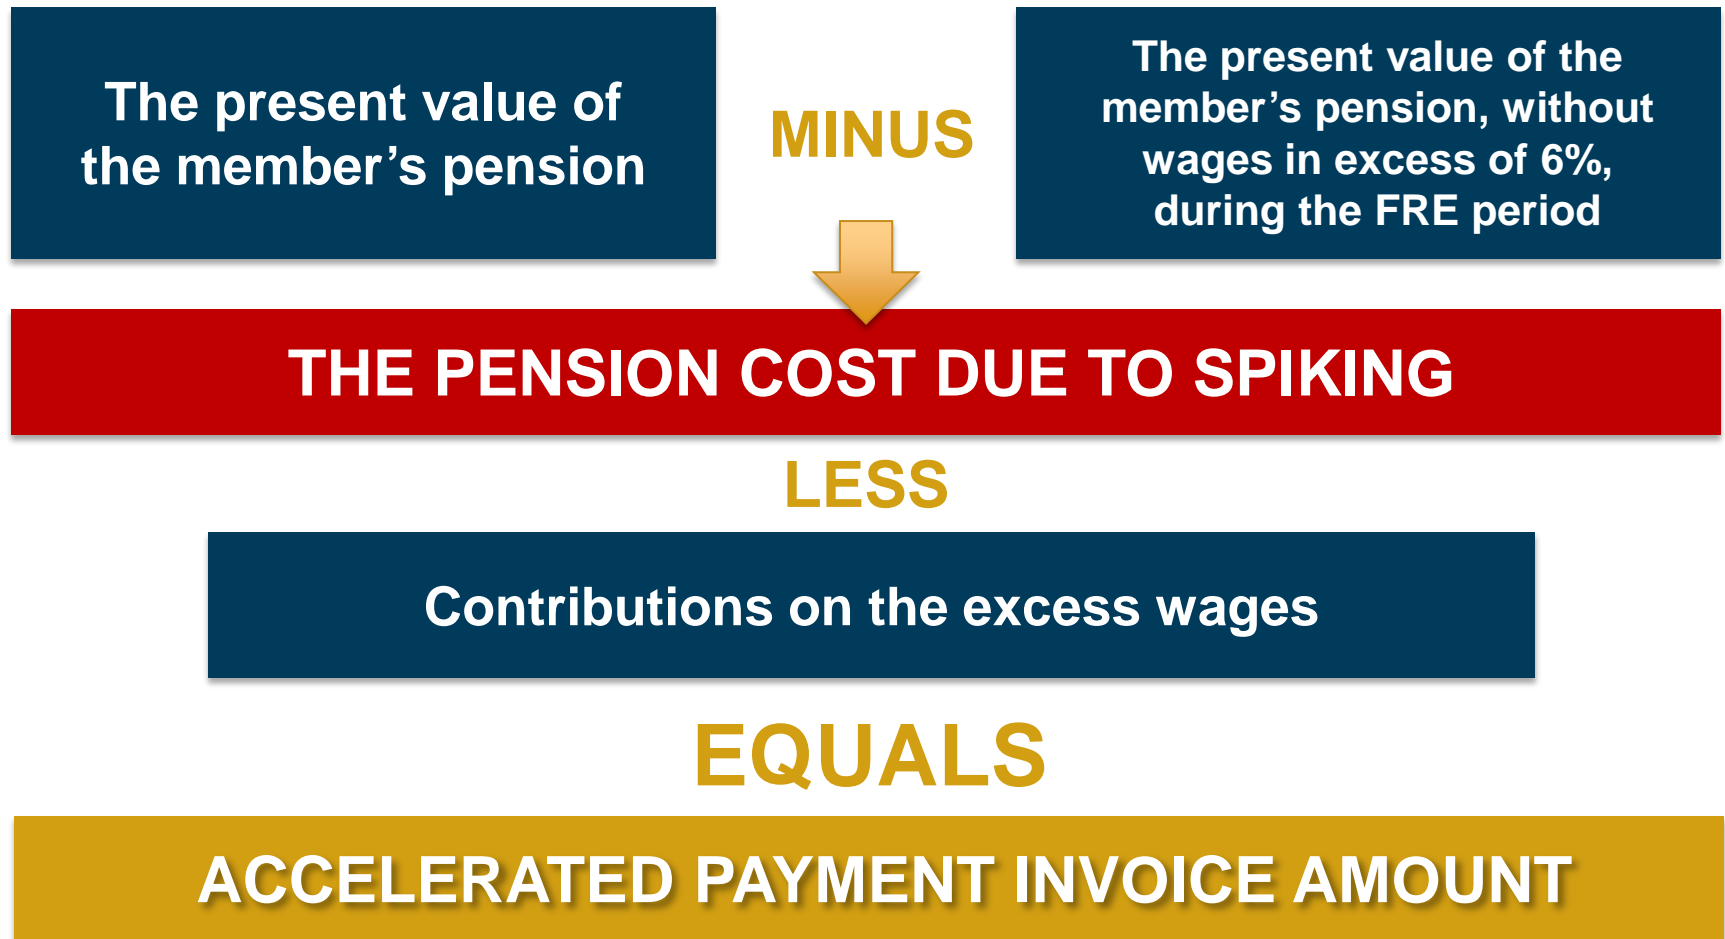 The present value of
the member’s pension
MINUS
The present value of the
member’s pension, without
wages in excess of 6%,
during the FRE period
THE PENSION COST DUE TO SPIKING
LESS
Contributions on the excess wages
EQUALS
ACCELERATED PAYMENT INVOICE AMOUNT